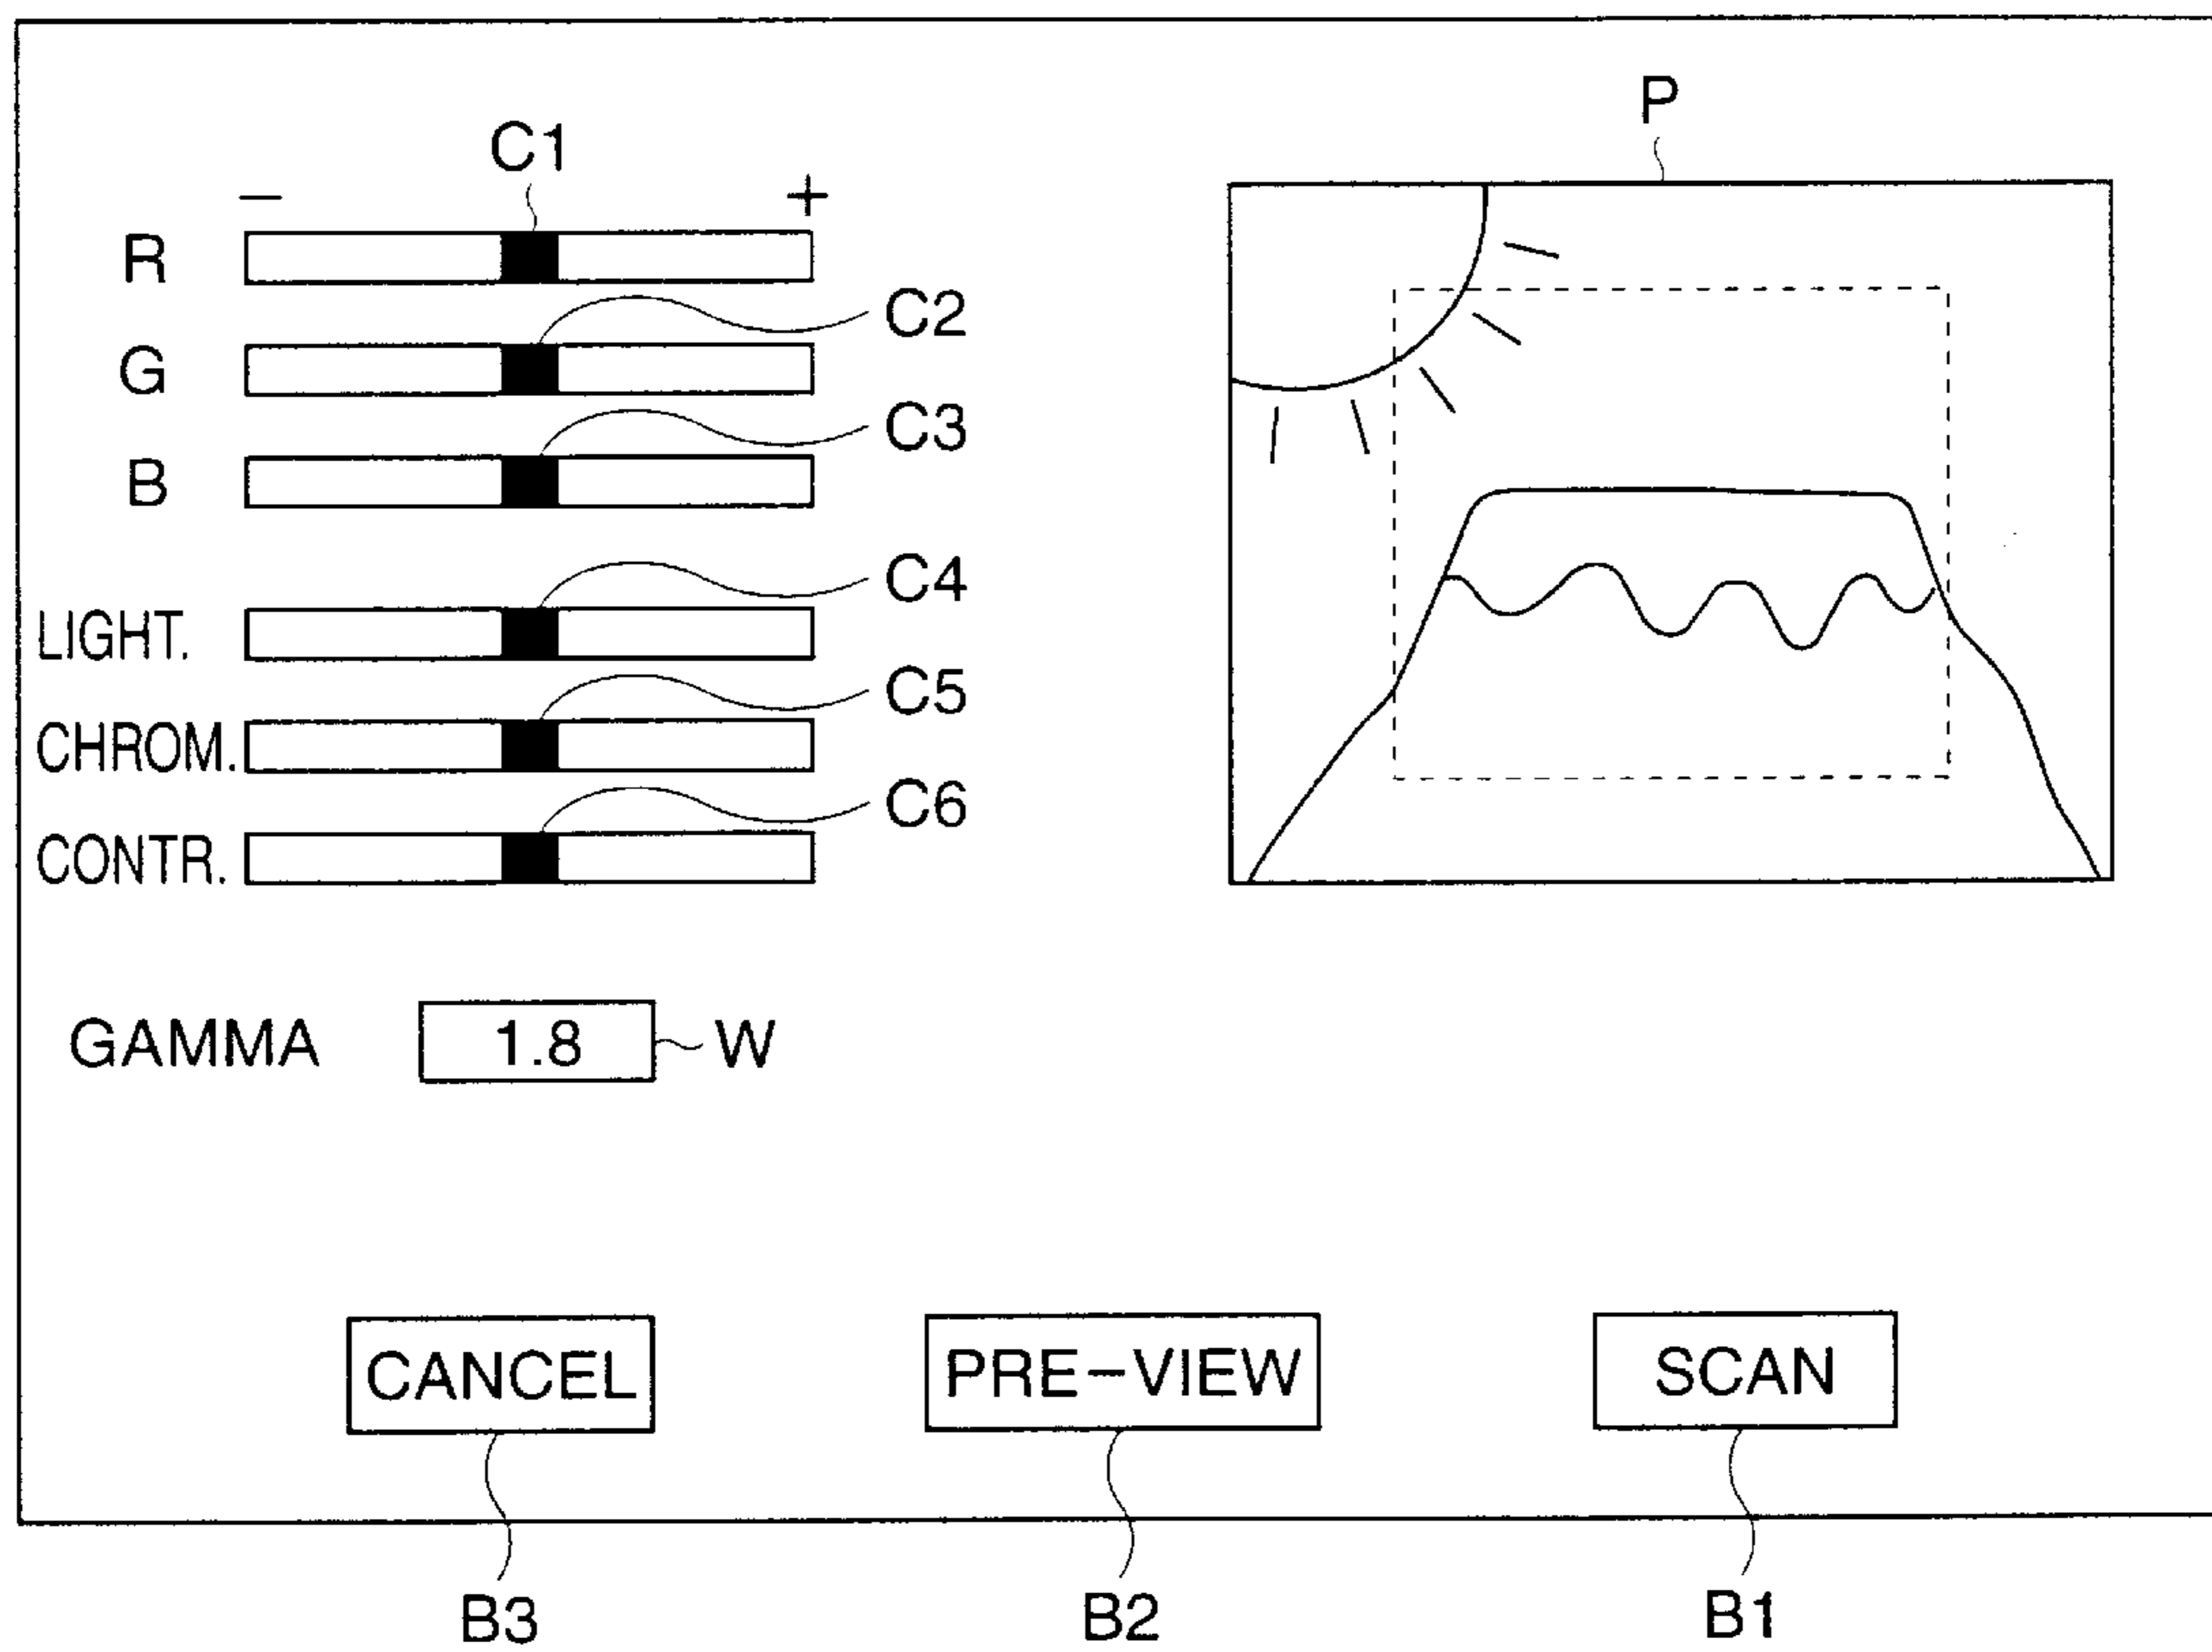 P
C1
− +
R
C2
G
C3
B
C4
LIGHT.
C5
CHROM.
C6
CONTR.
GAMMA 1.8 W
CANCEL PRE−VIEW SCAN
B3 B2 B1